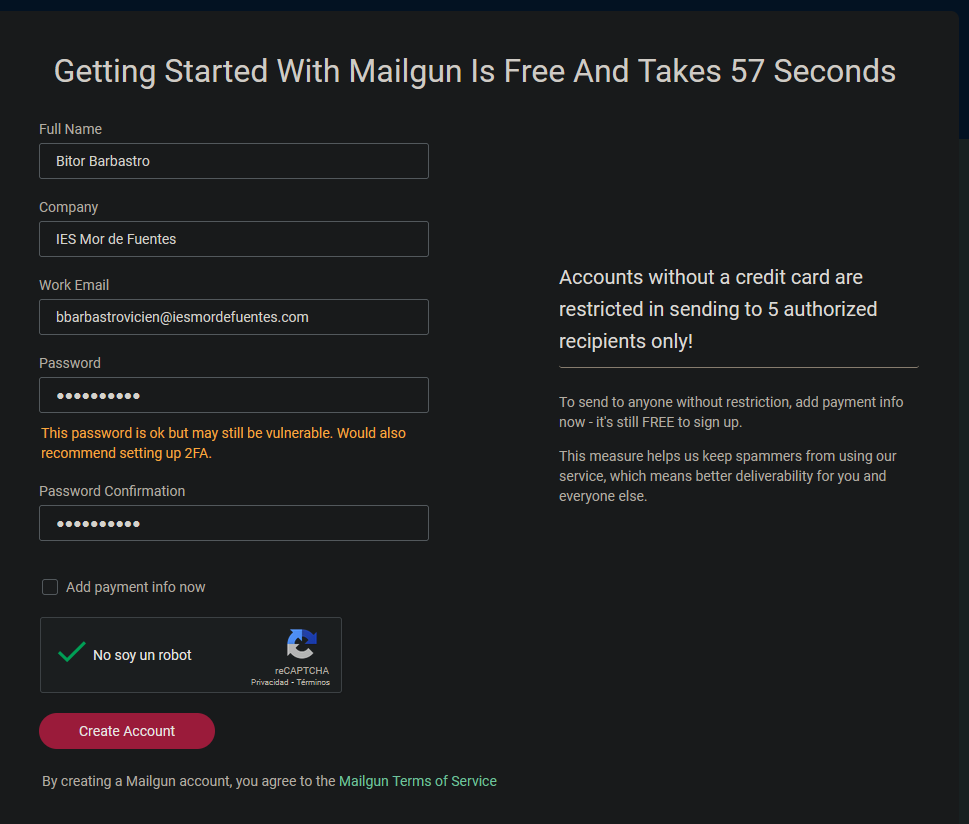 Getting Started With Mailgun Is Free And Takes 57 Seconds
Full Name
Bitor Barbastro
Company
IES Mor de Fuentes
Work Email
bbarbastrovicien@iesmordefuentes.com
Password
••••••••••
This password is ok but may still be vulnerable. Would also
recommend setting up 2FA.
Password Confirmation
••••••••••
Add payment info now
No soy un robot
reCAPTCHA
Privacidad - Términos
Create Account
By creating a Mailgun account, you agree to the Mailgun Terms of Service
Accounts without a credit card are
restricted in sending to 5 authorized
recipients only!
To send to anyone without restriction, add payment info
now - it's still FREE to sign up.
This measure helps us keep spammers from using our
service, which means better deliverability for you and
everyone else.